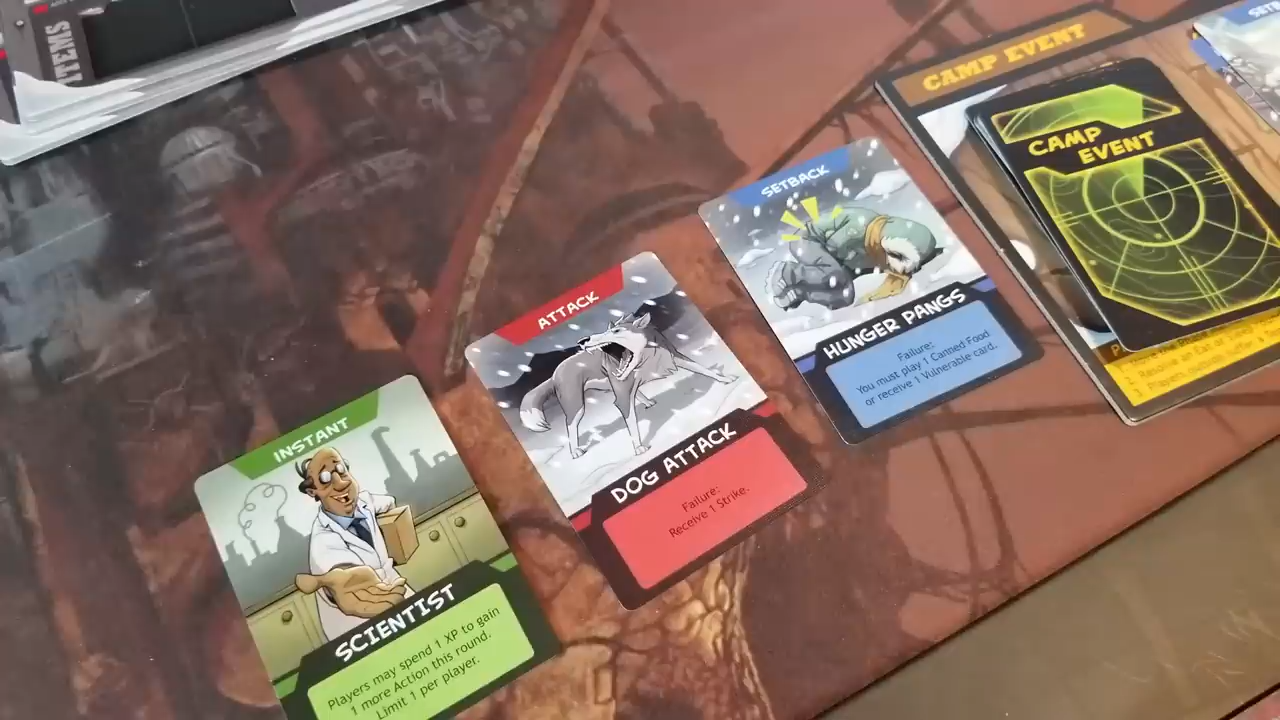 ITEMS
INSTANT
SCIENTIST
Players may spend 1 XP to gain
1 more Action this round.
Limit 1 per player.
ATTACK
DOG ATTACK
Failure:
Receive 1 Strike.
SETBACK
HUNGER PANGS
Failure:
You must play 1 Canned Food
or receive 1 Vulnerable card.
CAMP EVENT
CAMP
EVENT